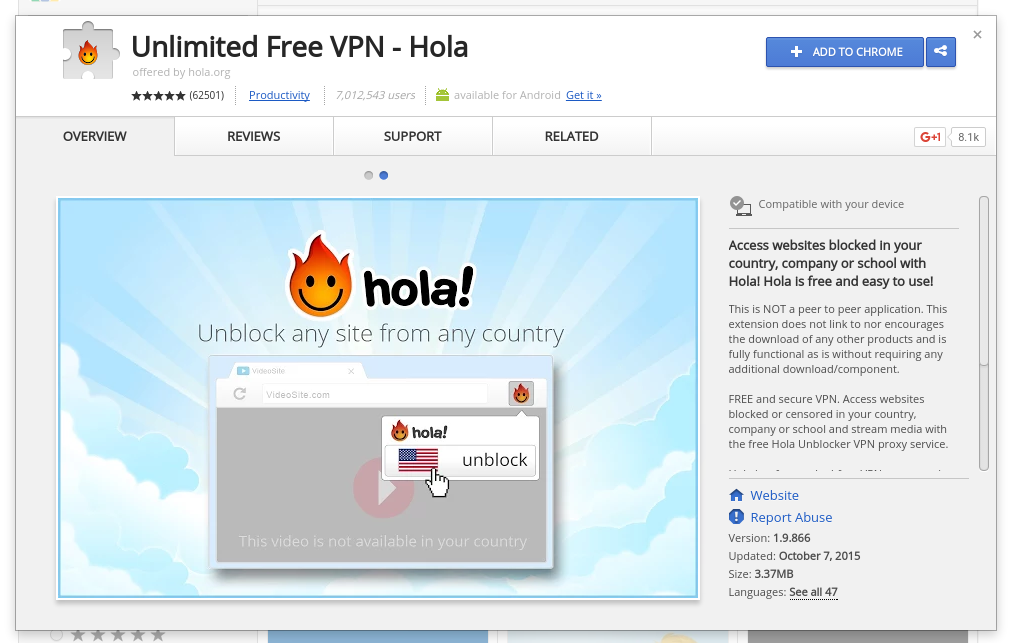 Unlimited Free VPN - Hola
offered by hola.org
(62501)
Productivity
7,012,543 users
available for Android Get it »
ADD TO CHROME
OVERVIEW
REVIEWS
SUPPORT
RELATED
G+1
8.1k
hola!
Unblock any site from any country
VideoSite
VideoSite.com
hola!
unblock
This video is not available in your country
Compatible with your device
Access websites blocked in your
country, company or school with
Hola! Hola is free and easy to use!
This is NOT a peer to peer application. This
extension does not link to nor encourages
the download of any other products and is
fully functional as is without requiring any
additional download/component.
FREE and secure VPN. Access websites
blocked or censored in your country,
company or school and stream media with
the free Hola Unblocker VPN proxy service.
Website
Report Abuse
Version: 1.9.866
Updated: October 7, 2015
Size: 3.37MB
Languages: See all 47